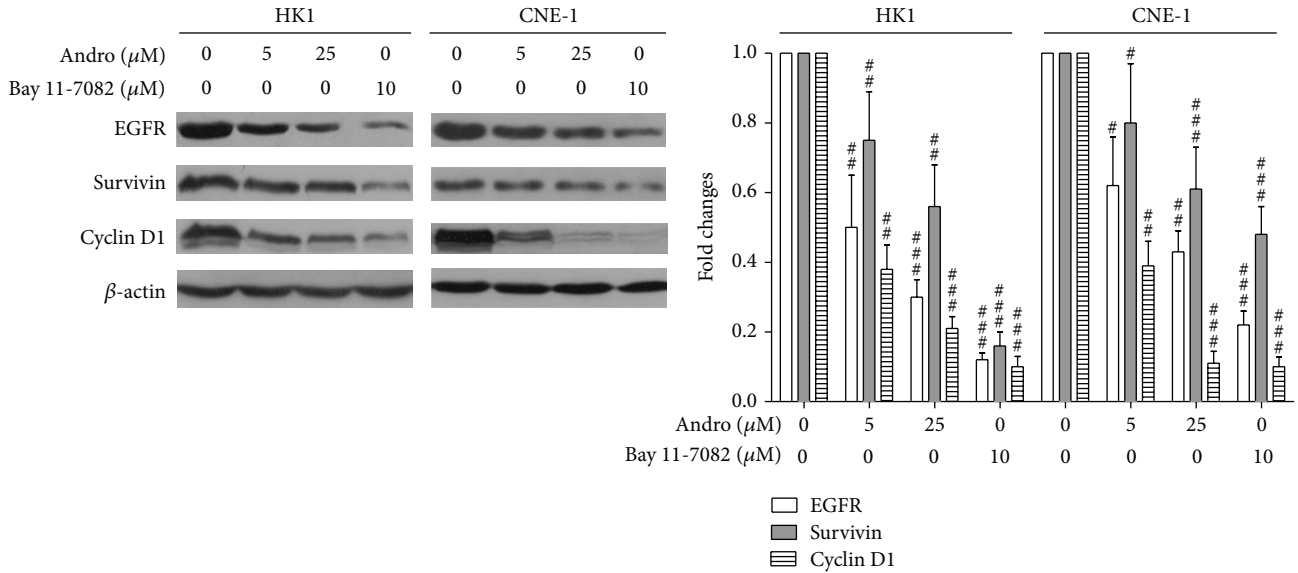 HK1 CNE-1
Andro (μM) 0 5 25 0 0 5 25 0
Bay 11-7082 (μM) 0 0 0 10 0 0 0 10
EGFR
Survivin
Cyclin D1
β-actin
HK1 CNE-1
1.0
0.8
0.6
0.4
0.2
0.0
Fold changes
# # # # # # # # # # # # # # # # # # # # # # # # # # # # # # # # # # # # # # # # # #
Andro (μM) 0 5 25 0 0 5 25 0
Bay 11-7082 (μM) 0 0 0 10 0 0 0 10
EGFR
Survivin
Cyclin D1